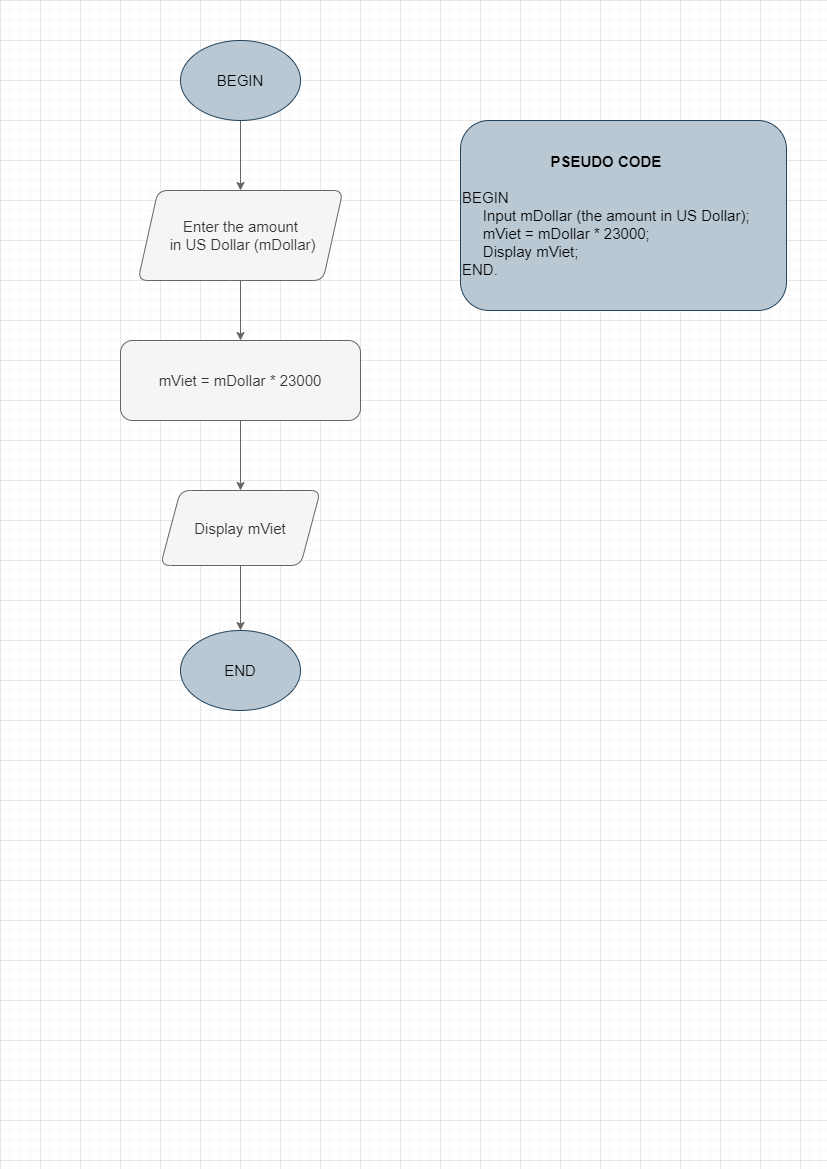 BEGIN
Enter the amount
in US Dollar (mDollar)
mViet = mDollar * 23000
Display mViet
END
PSEUDO CODE
BEGIN
Input mDollar (the amount in US Dollar);
mViet = mDollar * 23000;
Display mViet;
END.